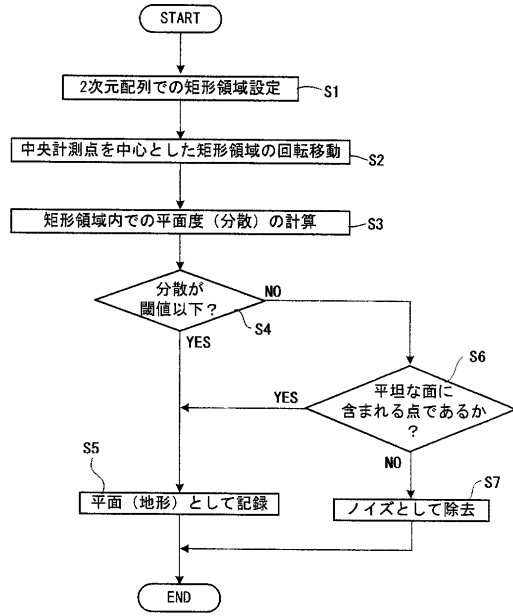 START
2次元配列での矩形領域設定
S1
中央計測点を中心とした矩形領域の回転移動
S2
矩形領域内での平面度（分散）の計算
S3
分散が
閾値以下？
NO
S4
YES
S6
平坦な面に
含まれる点であるか
？
YES
NO
S5
平面（地形）として記録
S7
ノイズとして除去
END